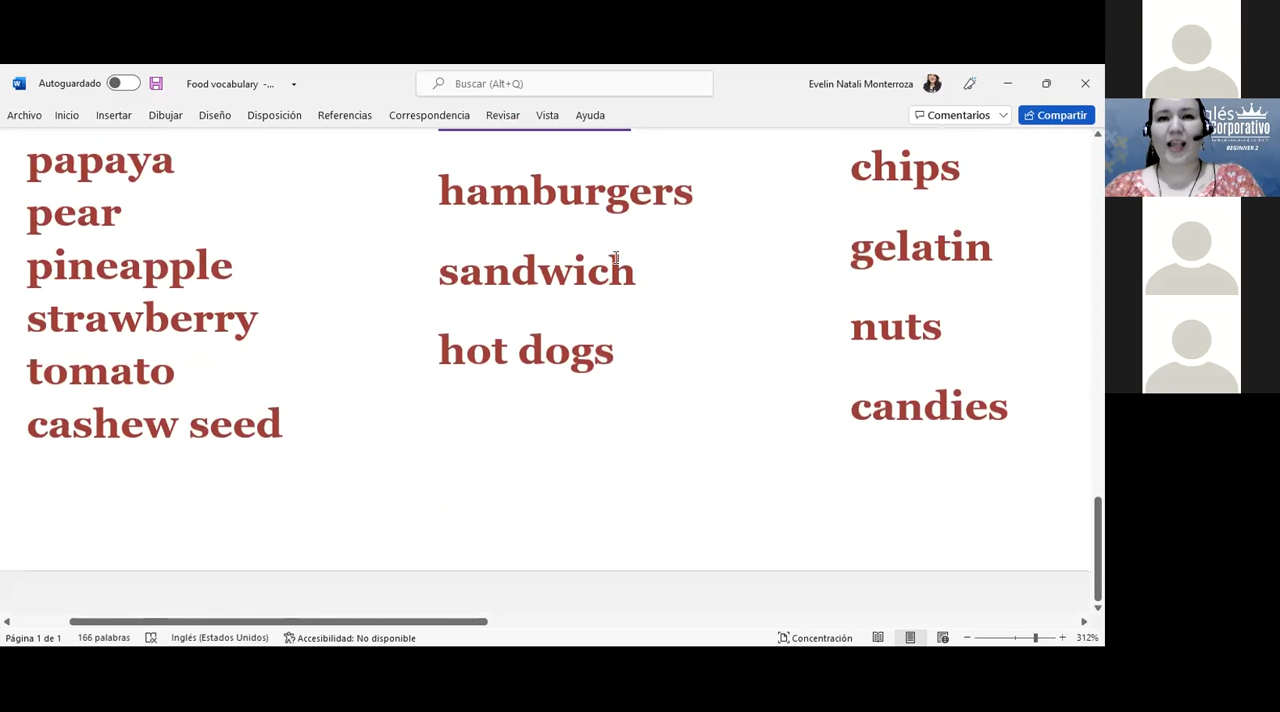 Autoguardado
Food vocabulary -...
Buscar (Alt+Q)
Evelin Natali Monterroza
Archivo
Inicio
Insertar
Dibujar
Diseño
Disposición
Referencias
Correspondencia
Revisar
Vista
Ayuda
Comentarios
Compartir
papaya
pear
pineapple
strawberry
tomato
cashew seed
hamburgers
sandwich
hot dogs
chips
gelatin
nuts
candies
Página 1 de 1
166 palabras
Inglés (Estados Unidos)
Accesibilidad: No disponible
Concentración
312%
BEGINNER 2